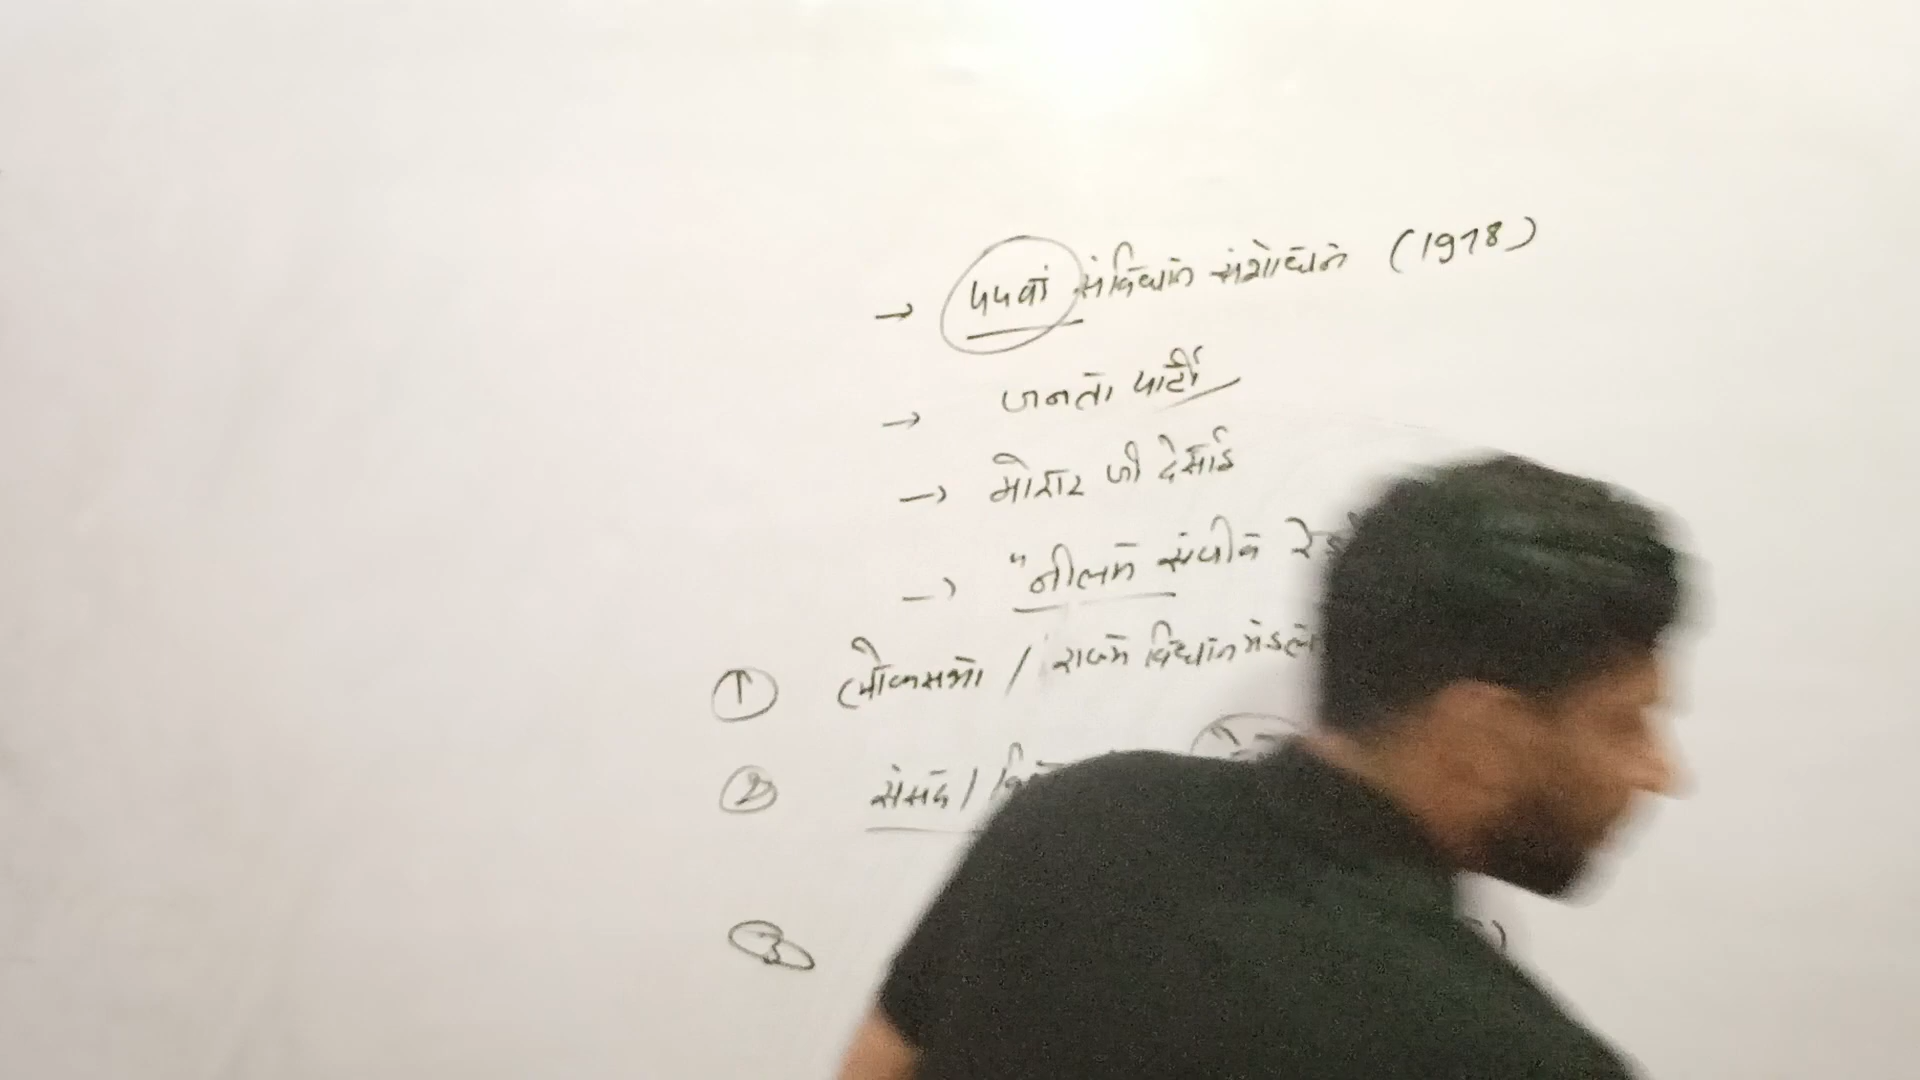 → 44वां संविधान संशोधन (1978)
→ जनता पार्टी
→ मोरार जी देसाई
→ "नीलम संजीव
① लोकसभा / राज्य विधानमंडल
② संसद /
③